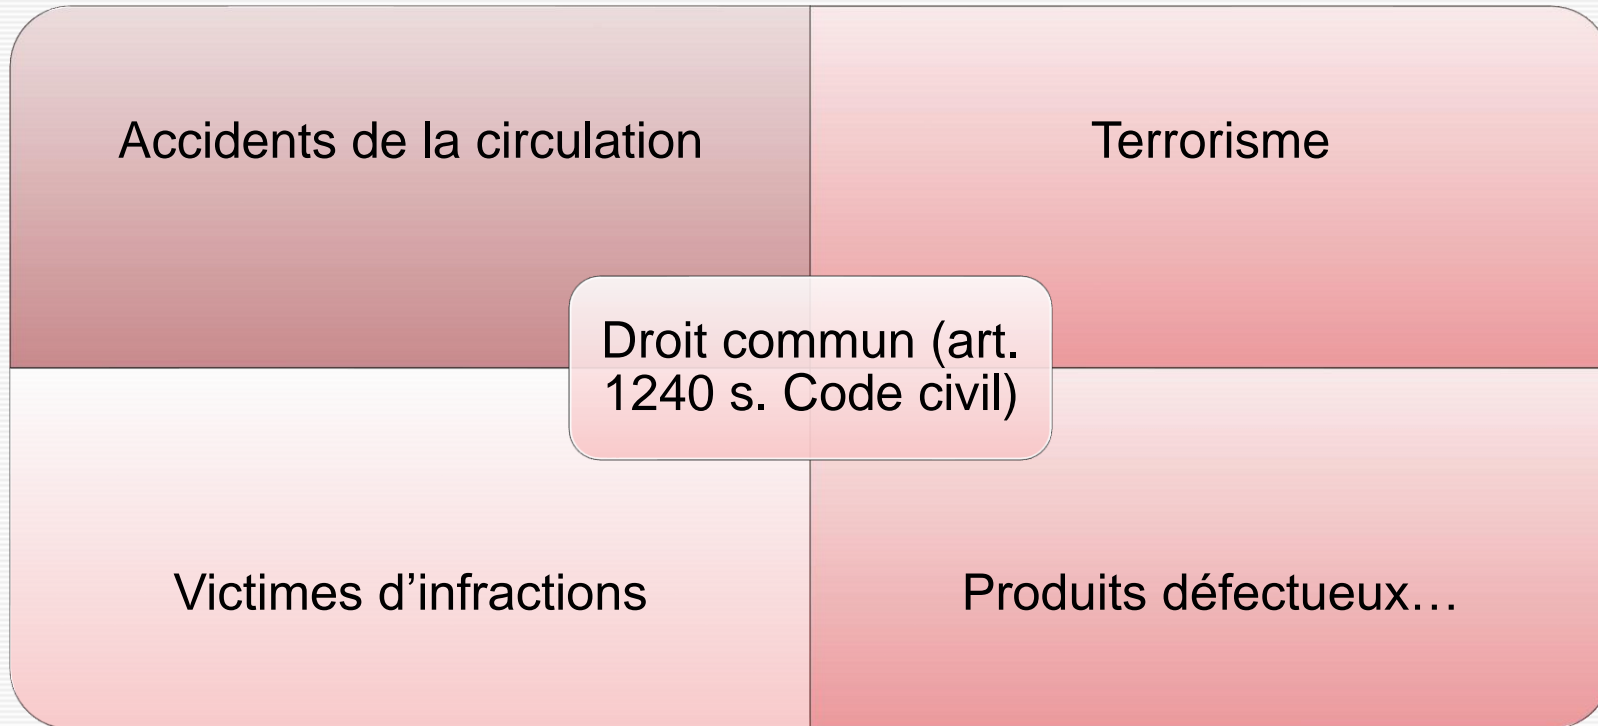 Accidents de la circulation
Terrorisme
Droit commun (art.
1240 s. Code civil)
Victimes d’infractions
Produits défectueux…